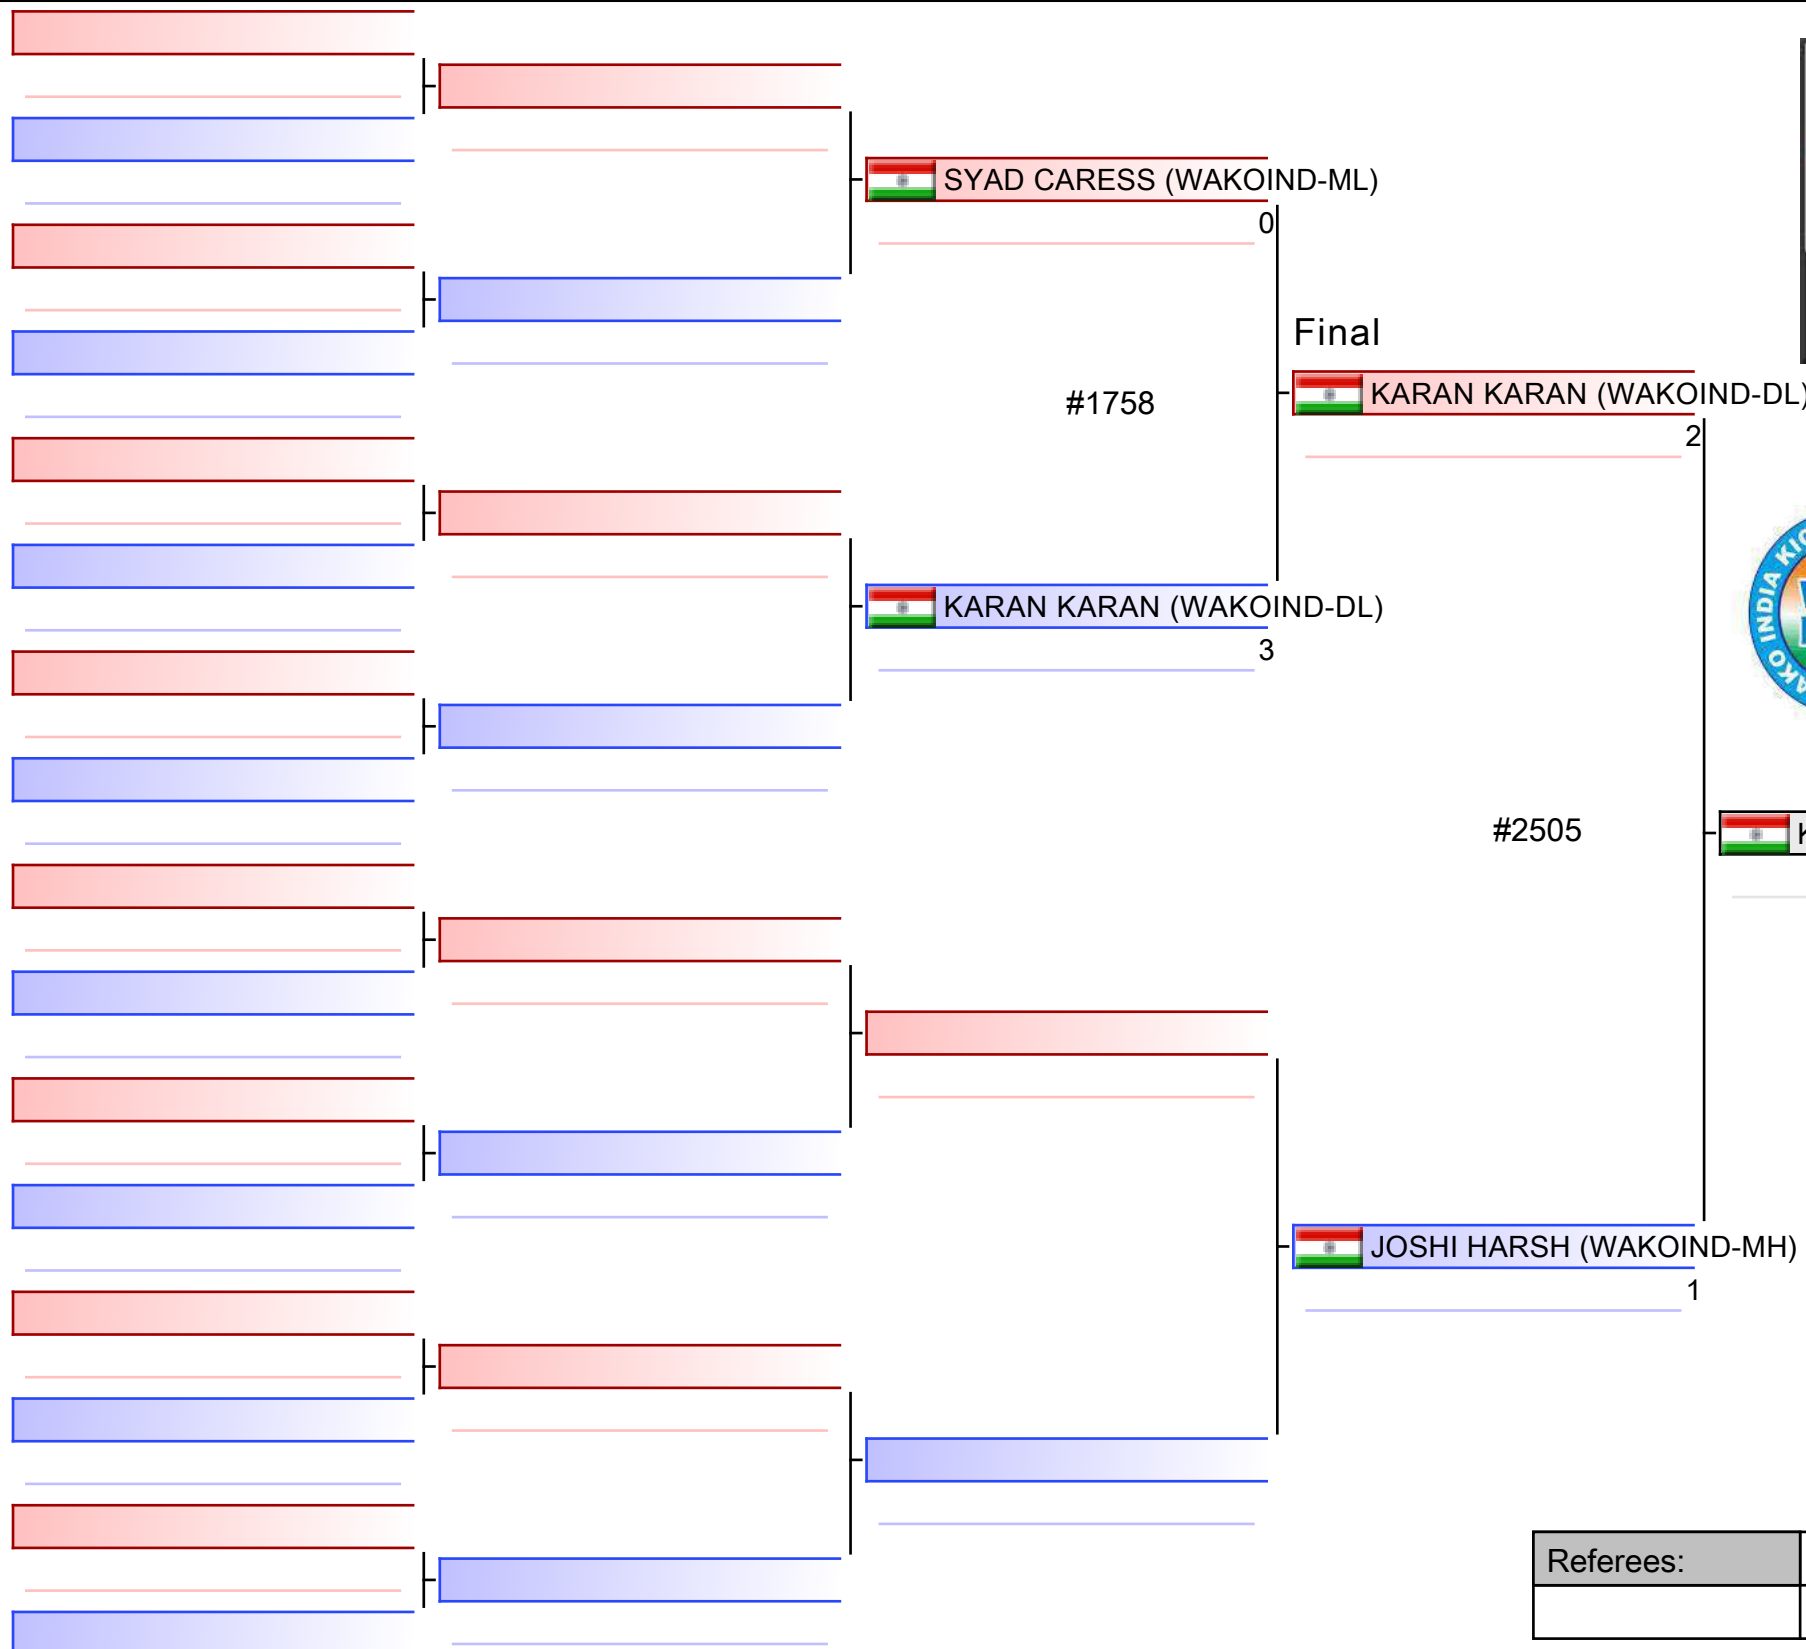 SYAD CARESS (WAKOIND-ML)
0
Final
#1758
KARAN KARAN (WAKOIND-DL)
2
KARAN KARAN (WAKOIND-DL)
3
INDIA
#2505
JOSHI HARSH (WAKOIND-MH)
1
Referees: